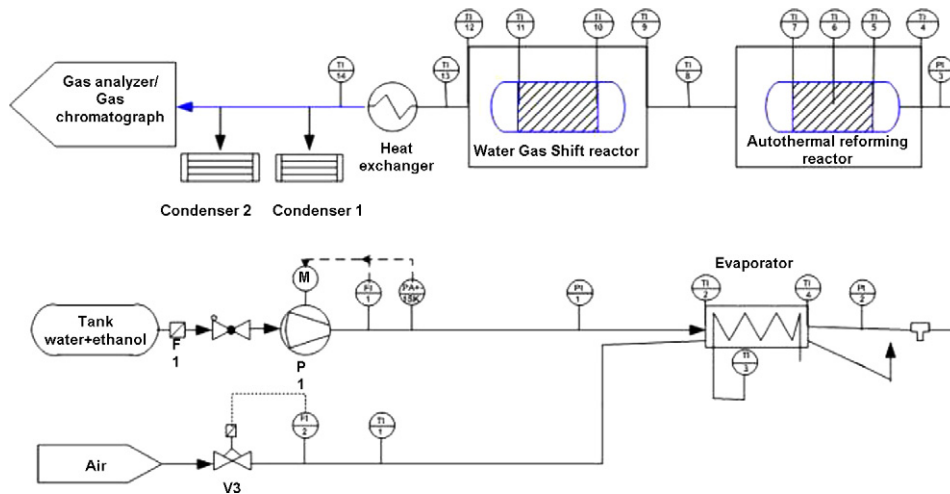 TI 12
TI 11
TI 10
TI 9
TI 7
TI 6
TI 5
TI 4
TI 14
TI 13
TI 8
PI 3
Gas analyzer/
Gas
chromatograph
Heat
exchanger
Water Gas Shift reactor
Autothermal reforming
reactor
Condenser 2
Condenser 1
Evaporator
M
FI 1
PA+ 15K
PI 1
TI 2
TI 4
PI 2
Tank
water+ethanol
F
1
P
1
TI 3
FI 2
TI 1
Air
V3